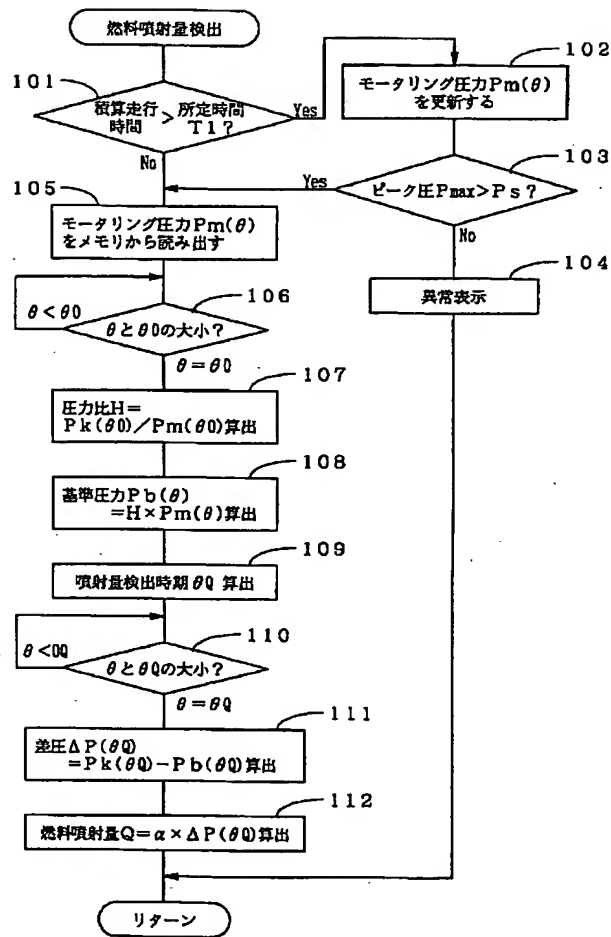 燃料噴射量検出
101
積算走行
時間
>
所定時間
T1?
Yes
No
102
モータリング圧力Pm(θ)
を更新する
103
ピーク圧Pmax>Ps?
Yes
No
104
異常表示
105
モータリング圧力Pm(θ)
をメモリから読み出す
106
θ<θ0
θとθ0の大小?
θ=θ0
107
圧力比H=
Pk(θ0)/Pm(θ0)算出
108
基準圧力Pb(θ)
=H×Pm(θ)算出
109
噴射量検出時期θQ 算出
110
θ<θQ
θとθQの大小?
θ=θQ
111
差圧ΔP(θQ)
=Pk(θQ)-Pb(θQ)算出
112
燃料噴射量Q=α×ΔP(θQ)算出
リターン